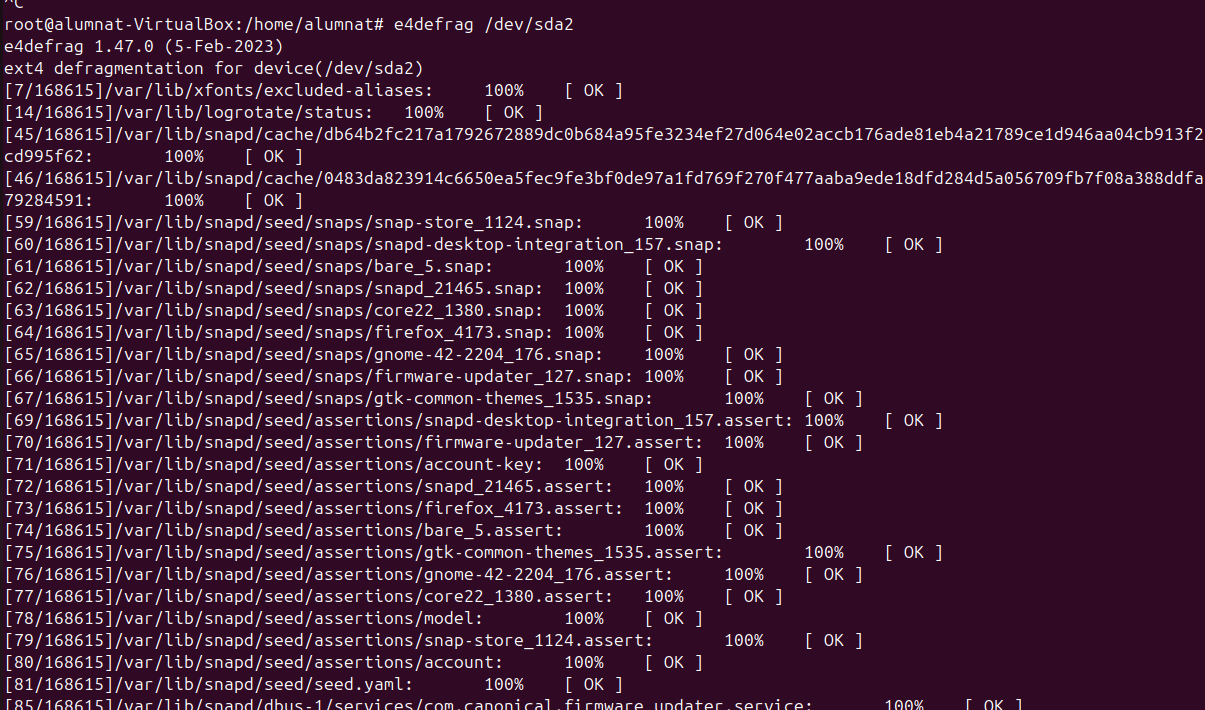 ^C
root@alumnat-VirtualBox:/home/alumnat# e4defrag /dev/sda2
e4defrag 1.47.0 (5-Feb-2023)
ext4 defragmentation for device(/dev/sda2)
[7/168615]/var/lib/xfonts/excluded-aliases:	100%	[ OK ]
[14/168615]/var/lib/logrotate/status:	100%	[ OK ]
[45/168615]/var/lib/snapd/cache/db64b2fc217a1792672889dc0b684a95fe3234ef27d064e02accb176ade81eb4a21789ce1d946aa04cb913f2
cd995f62:	100%	[ OK ]
[46/168615]/var/lib/snapd/cache/0483da823914c6650ea5fec9fe3bf0de97a1fd769f270f477aaba9ede18dfd284d5a056709fb7f08a388ddfa
79284591:	100%	[ OK ]
[59/168615]/var/lib/snapd/seed/snaps/snap-store_1124.snap:	100%	[ OK ]
[60/168615]/var/lib/snapd/seed/snaps/snapd-desktop-integration_157.snap:	100%	[ OK ]
[61/168615]/var/lib/snapd/seed/snaps/bare_5.snap:	100%	[ OK ]
[62/168615]/var/lib/snapd/seed/snaps/snapd_21465.snap:	100%	[ OK ]
[63/168615]/var/lib/snapd/seed/snaps/core22_1380.snap:	100%	[ OK ]
[64/168615]/var/lib/snapd/seed/snaps/firefox_4173.snap:	100%	[ OK ]
[65/168615]/var/lib/snapd/seed/snaps/gnome-42-2204_176.snap:	100%	[ OK ]
[66/168615]/var/lib/snapd/seed/snaps/firmware-updater_127.snap:	100%	[ OK ]
[67/168615]/var/lib/snapd/seed/snaps/gtk-common-themes_1535.snap:	100%	[ OK ]
[69/168615]/var/lib/snapd/seed/assertions/snapd-desktop-integration_157.assert:	100%	[ OK ]
[70/168615]/var/lib/snapd/seed/assertions/firmware-updater_127.assert:	100%	[ OK ]
[71/168615]/var/lib/snapd/seed/assertions/account-key:	100%	[ OK ]
[72/168615]/var/lib/snapd/seed/assertions/snapd_21465.assert:	100%	[ OK ]
[73/168615]/var/lib/snapd/seed/assertions/firefox_4173.assert:	100%	[ OK ]
[74/168615]/var/lib/snapd/seed/assertions/bare_5.assert:	100%	[ OK ]
[75/168615]/var/lib/snapd/seed/assertions/gtk-common-themes_1535.assert:	100%	[ OK ]
[76/168615]/var/lib/snapd/seed/assertions/gnome-42-2204_176.assert:	100%	[ OK ]
[77/168615]/var/lib/snapd/seed/assertions/core22_1380.assert:	100%	[ OK ]
[78/168615]/var/lib/snapd/seed/assertions/model:	100%	[ OK ]
[79/168615]/var/lib/snapd/seed/assertions/snap-store_1124.assert:	100%	[ OK ]
[80/168615]/var/lib/snapd/seed/assertions/account:	100%	[ OK ]
[81/168615]/var/lib/snapd/seed/seed.yaml:	100%	[ OK ]
[85/168615]/var/lib/snapd/dbus-1/services/com.canonical.firmware_updater.service:	100%	[ OK ]